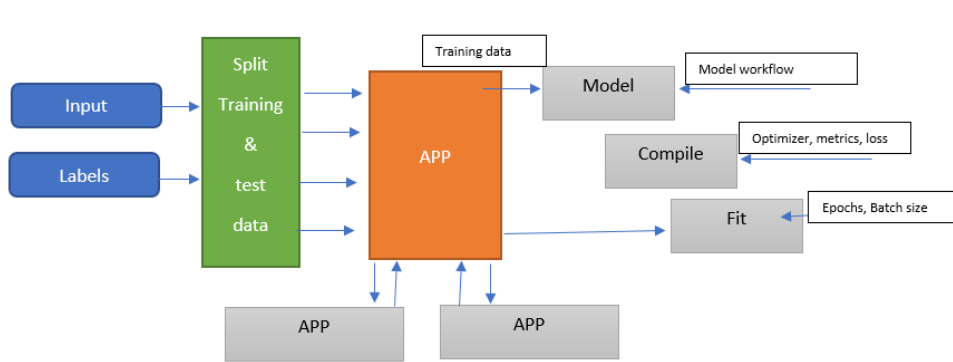 Input
Labels
Split
Training
&
test
data
APP
Training data
Model
Model workflow
Compile
Optimizer, metrics, loss
Fit
Epochs, Batch size
APP
APP